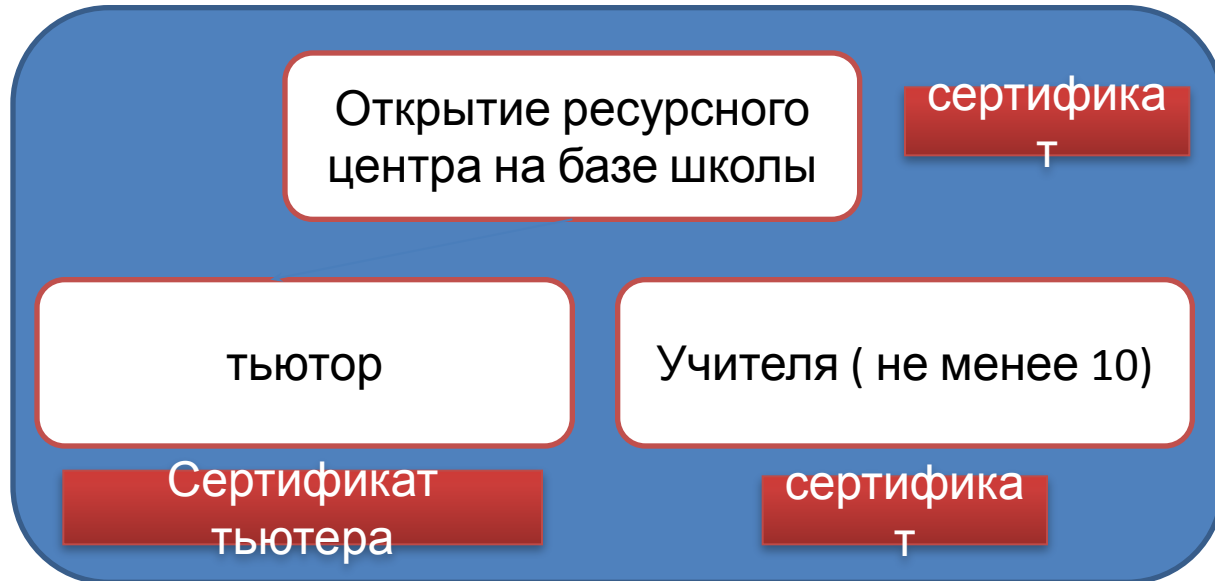 Открытие ресурсного
центра на базе школы
сертифика
т
тьютор
Учителя ( не менее 10)
Сертификат
тьютера
сертифика
т